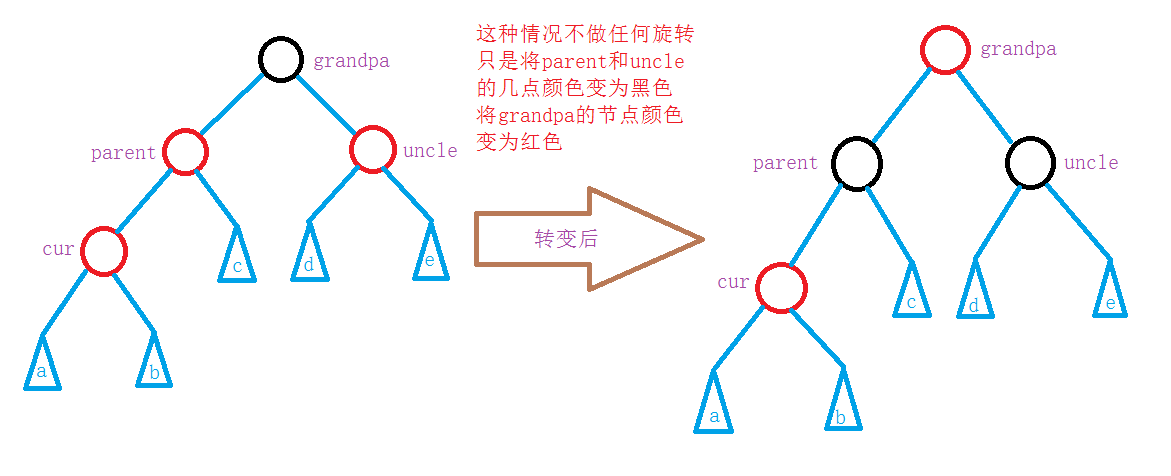 这种情况不做任何旋转
只是将parent和uncle
的几点颜色变为黑色
将grandpa的节点颜色
变为红色
grandpa
parent
uncle
cur
c
d
e
a
b
转变后
grandpa
parent
uncle
cur
c
d
e
a
b